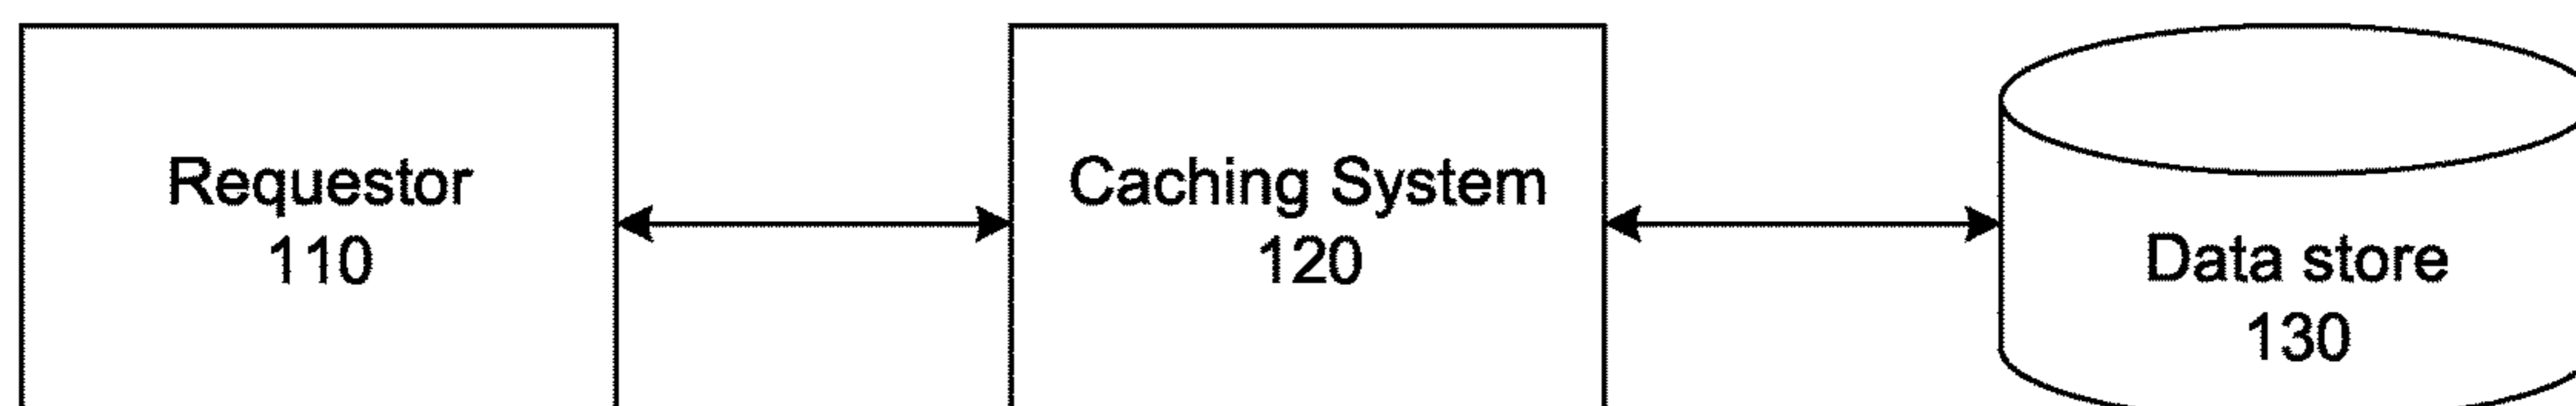 Requestor
110
Caching System
120
Data store
130